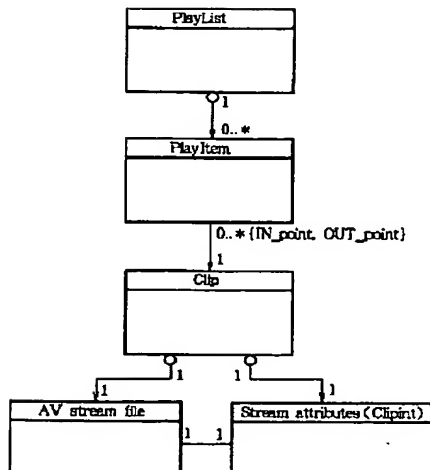 PlayList
1
0..*
PlayItem
0..* {IN_point, OUT_point}
1
Clip
1 1
1 1
AV stream file Stream attributes (Clipint)
1 1